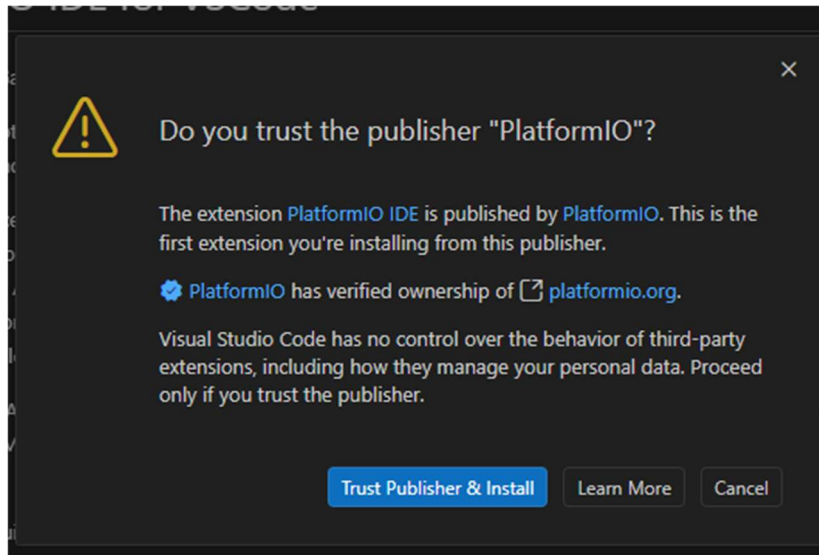 O IDE for VSCode
Do you trust the publisher "PlatformIO"?
The extension PlatformIO IDE is published by PlatformIO. This is the
first extension you're installing from this publisher.
PlatformIO has verified ownership of platformio.org.
Visual Studio Code has no control over the behavior of third-party
extensions, including how they manage your personal data. Proceed
only if you trust the publisher.
Trust Publisher & Install Learn More Cancel